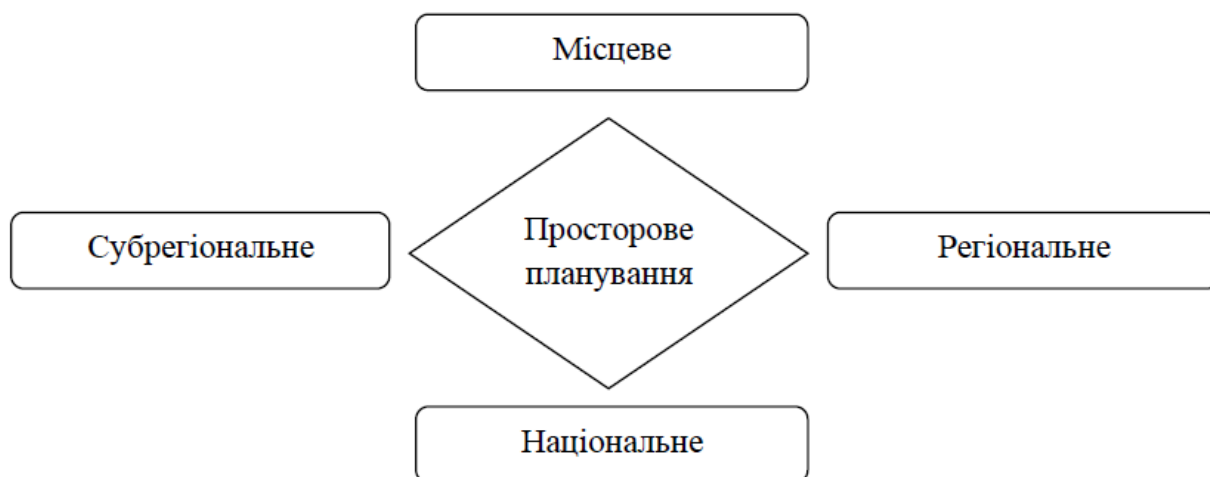 Місцеве
Субрегіональне
Просторове
планування
Регіональне
Національне